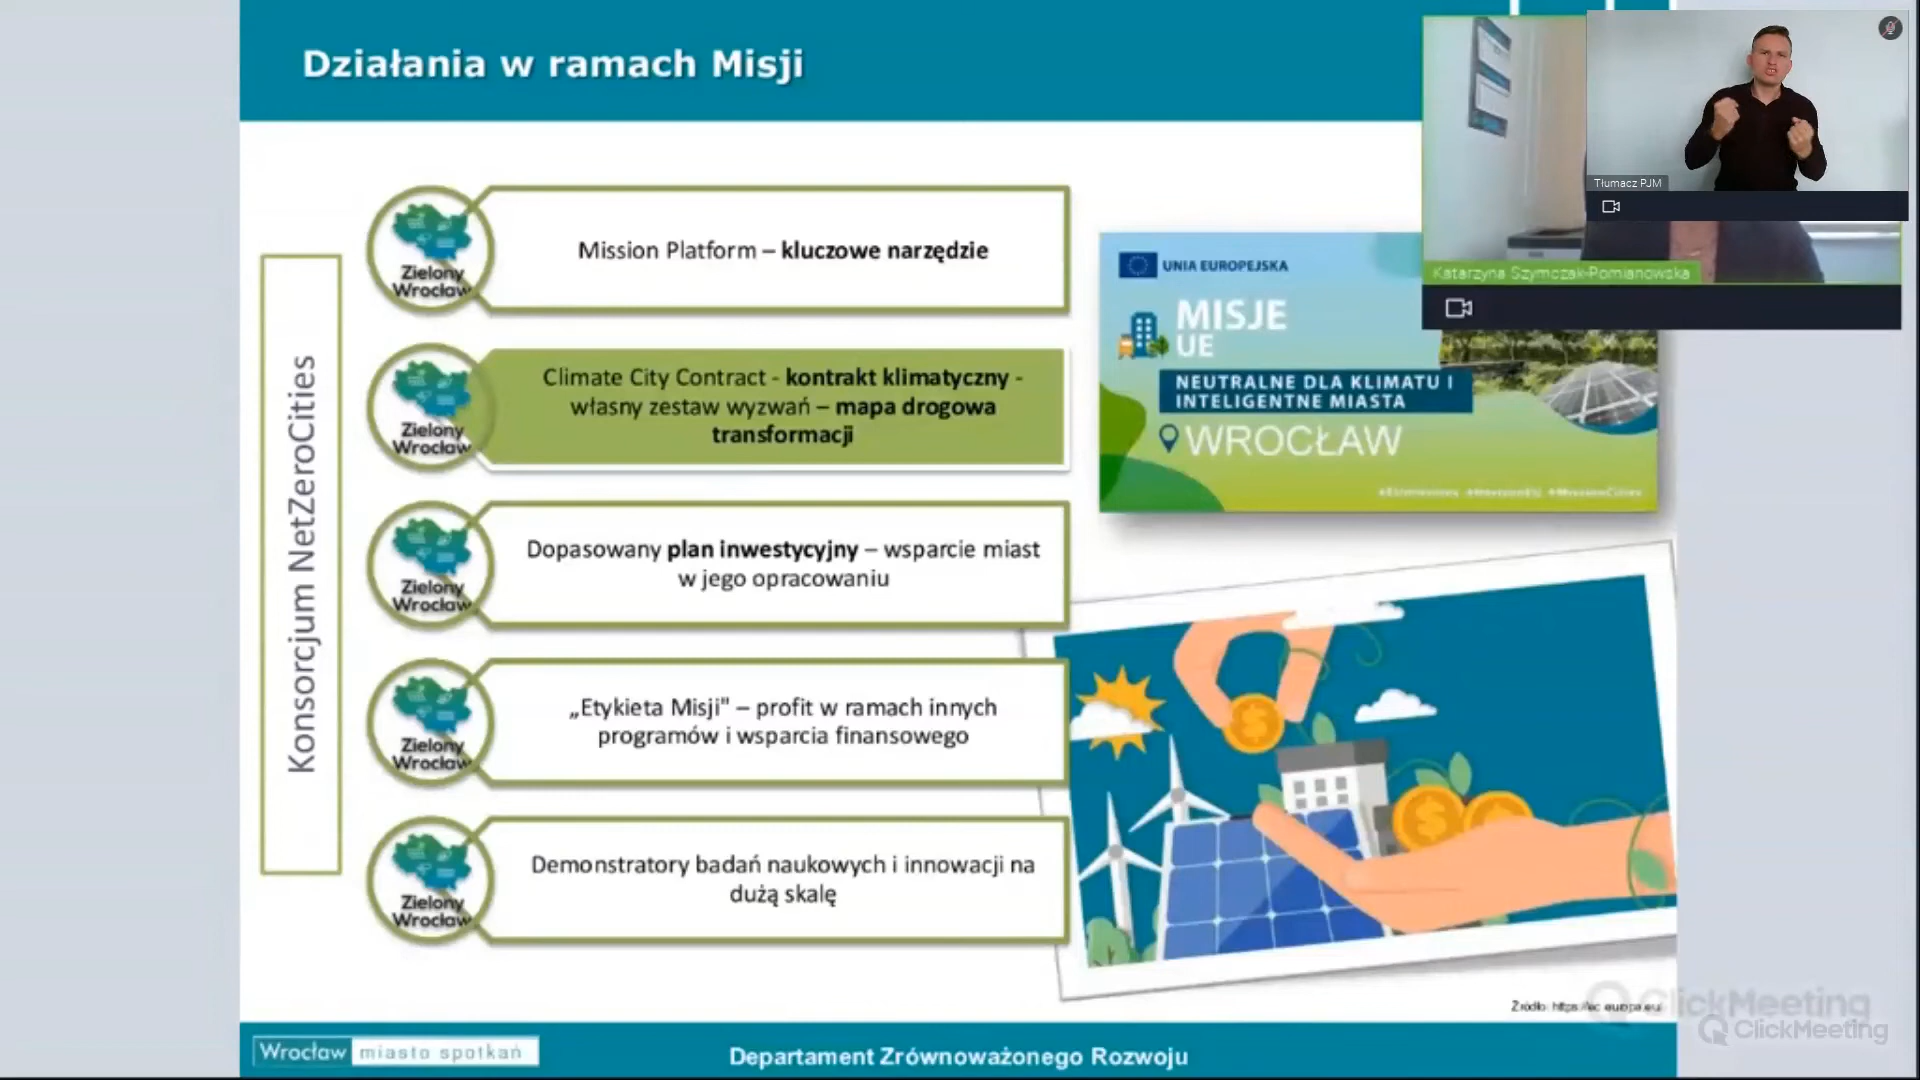 Działania w ramach Misji
Tłumacz PJM
Katarzyna Szymczak-Pomianowska
Konsorcjum NetZeroCities
Zielony
Wrocław
Mission Platform – kluczowe narzędzie
Zielony
Wrocław
Climate City Contract - kontrakt klimatyczny -
własny zestaw wyzwań – mapa drogowa
transformacji
Zielony
Wrocław
Dopasowany plan inwestycyjny – wsparcie miast
w jego opracowaniu
Zielony
Wrocław
„Etykieta Misji" – profit w ramach innych
programów i wsparcia finansowego
Zielony
Wrocław
Demonstratory badań naukowych i innowacji na
dużą skalę
UNIA EUROPEJSKA
MISJE
UE
NEUTRALNE DLA KLIMATU I
INTELIGENTNE MIASTA
WROCŁAW
#MissionCities
Źródło: https://ec.europa.eu/
ClickMeeting
ClickMeeting
Wrocław miasto spotkań
Departament Zrównoważonego Rozwoju